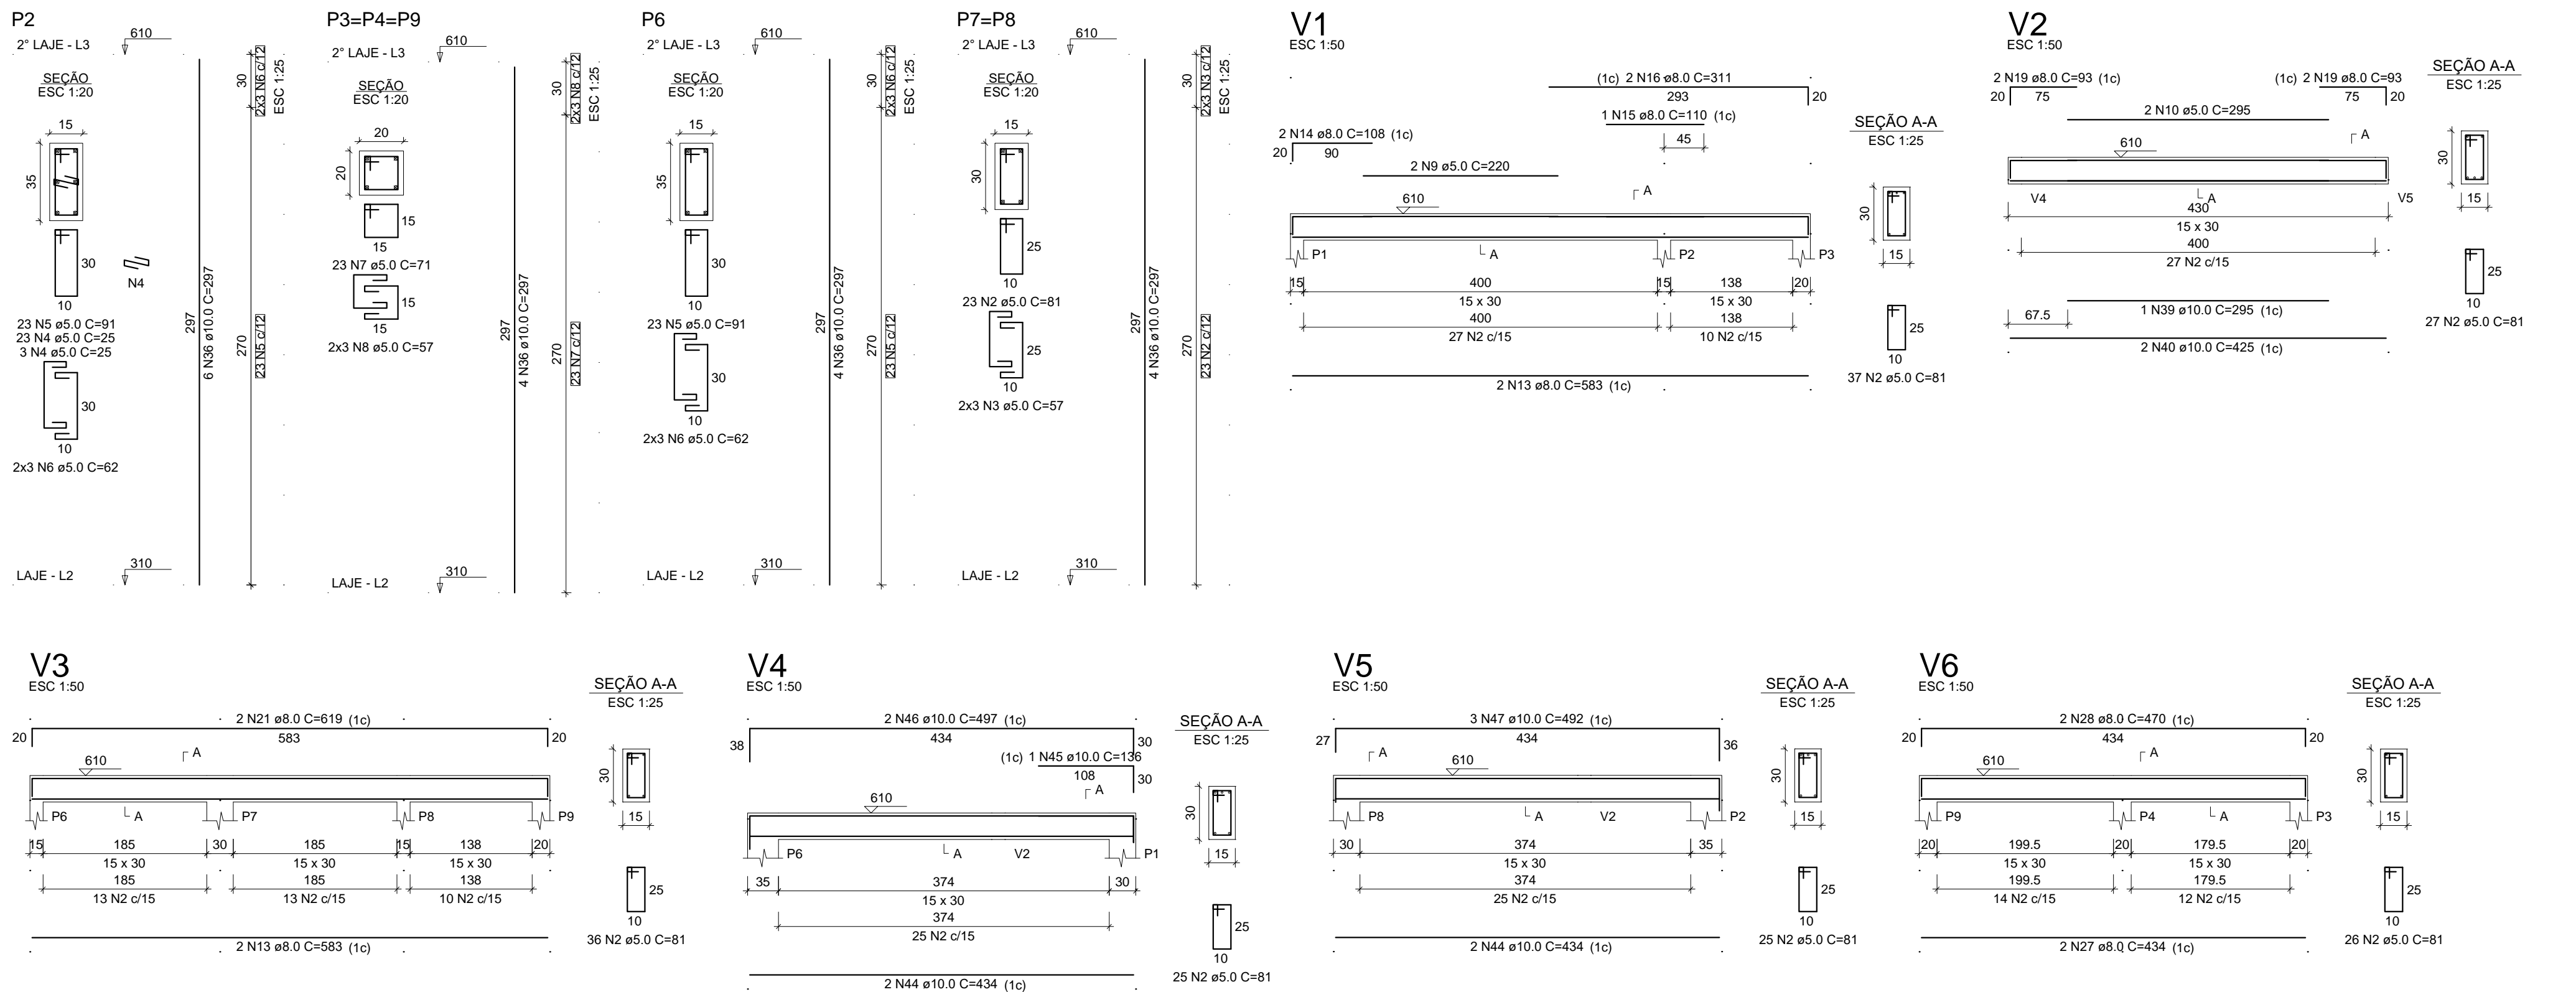 P2
2° LAJE - L3
610
SEÇÃO
ESC 1:20
15
35
30
10
N4
23 N5 ø5.0 C=91
23 N4 ø5.0 C=25
3 N4 ø5.0 C=25
30
10
2x3 N6 ø5.0 C=62
LAJE - L2
310
297
6 N36 ø10.0 C=297
30
2x3 N6 c/12
ESC 1:25
270
23 N5 c/12
P3=P4=P9
2° LAJE - L3
610
SEÇÃO
ESC 1:20
20
20
15
15
23 N7 ø5.0 C=71
15
15
2x3 N8 ø5.0 C=57
LAJE - L2
310
297
4 N36 ø10.0 C=297
30
2x3 N8 c/12
ESC 1:25
270
23 N7 c/12
P6
2° LAJE - L3
610
SEÇÃO
ESC 1:20
15
35
30
10
23 N5 ø5.0 C=91
30
10
2x3 N6 ø5.0 C=62
LAJE - L2
310
297
4 N36 ø10.0 C=297
30
2x3 N6 c/12
ESC 1:25
270
23 N5 c/12
P7=P8
2° LAJE - L3
610
SEÇÃO
ESC 1:20
15
30
25
10
23 N2 ø5.0 C=81
25
10
2x3 N3 ø5.0 C=57
LAJE - L2
310
297
4 N36 ø10.0 C=297
30
2x3 N3 c/12
ESC 1:25
270
23 N2 c/12
V1
ESC 1:50
(1c) 2 N16 ø8.0 C=311
293
20
1 N15 ø8.0 C=110 (1c)
45
2 N14 ø8.0 C=108 (1c)
20
90
2 N9 ø5.0 C=220
A
610
P1
A
P2
P3
15
400
15
138
20
15 x 30
15 x 30
400
138
27 N2 c/15
10 N2 c/15
2 N13 ø8.0 C=583 (1c)
SEÇÃO A-A
ESC 1:25
30
15
25
10
37 N2 ø5.0 C=81
V2
ESC 1:50
2 N19 ø8.0 C=93 (1c)
(1c) 2 N19 ø8.0 C=93
20
75
75
20
2 N10 ø5.0 C=295
A
610
V4
A
V5
430
15 x 30
400
27 N2 c/15
1 N39 ø10.0 C=295 (1c)
67.5
2 N40 ø10.0 C=425 (1c)
SEÇÃO A-A
ESC 1:25
30
15
25
10
27 N2 ø5.0 C=81
V3
ESC 1:50
2 N21 ø8.0 C=619 (1c)
20
583
20
A
610
P6
A
P7
P8
P9
15
185
30
185
15
138
20
15 x 30
15 x 30
15 x 30
185
185
138
13 N2 c/15
13 N2 c/15
10 N2 c/15
2 N13 ø8.0 C=583 (1c)
SEÇÃO A-A
ESC 1:25
30
15
25
10
36 N2 ø5.0 C=81
V4
ESC 1:50
2 N46 ø10.0 C=497 (1c)
38
434
30
(1c) 1 N45 ø10.0 C=136
108
30
A
610
P6
A
V2
P1
35
374
30
15 x 30
374
25 N2 c/15
2 N44 ø10.0 C=434 (1c)
SEÇÃO A-A
ESC 1:25
30
15
25
10
25 N2 ø5.0 C=81
V5
ESC 1:50
3 N47 ø10.0 C=492 (1c)
27
434
36
A
610
P8
A
V2
P2
30
374
35
15 x 30
374
25 N2 c/15
2 N44 ø10.0 C=434 (1c)
SEÇÃO A-A
ESC 1:25
30
15
25
10
25 N2 ø5.0 C=81
V6
ESC 1:50
2 N28 ø8.0 C=470 (1c)
20
434
20
A
610
P9
P4
A
P3
20
199.5
20
179.5
20
15 x 30
15 x 30
199.5
179.5
14 N2 c/15
12 N2 c/15
2 N27 ø8.0 C=434 (1c)
SEÇÃO A-A
ESC 1:25
30
15
25
10
26 N2 ø5.0 C=81